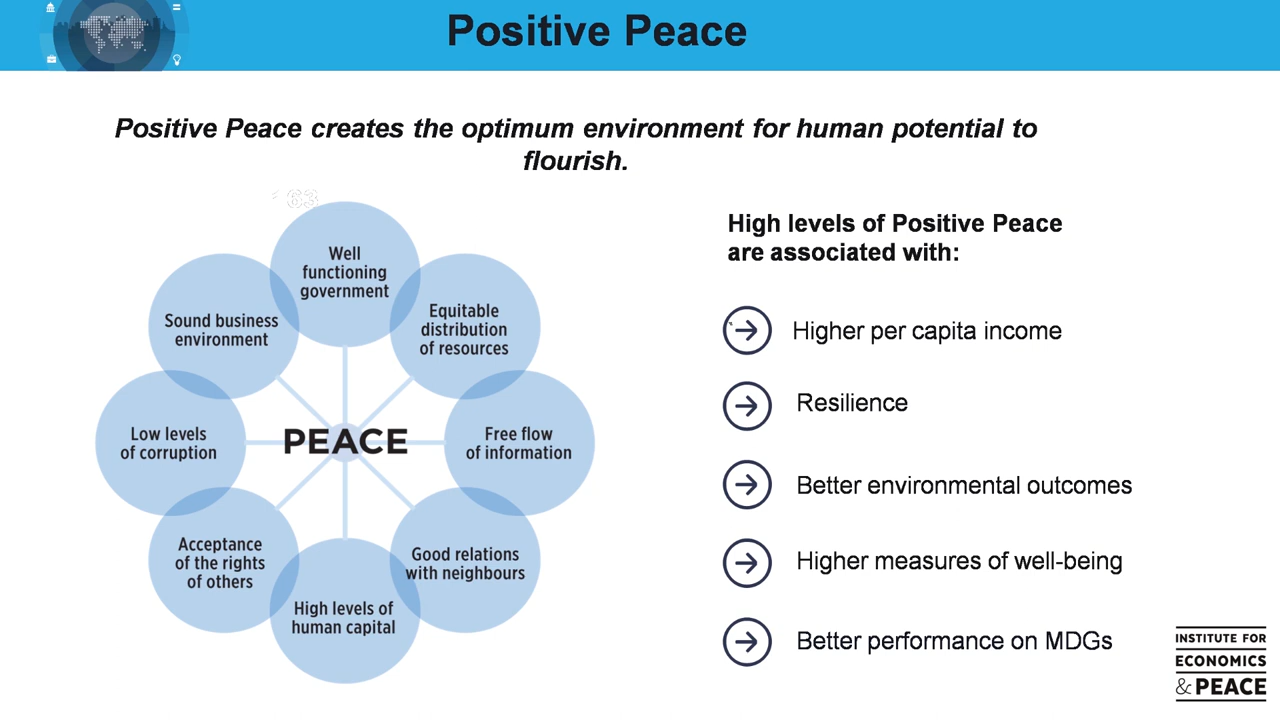 Positive Peace
Positive Peace creates the optimum environment for human potential to
flourish.
163
Well
functioning
government
Equitable
distribution
of resources
Free flow
of information
Good relations
with neighbours
High levels of
human capital
Acceptance
of the rights
of others
Low levels
of corruption
Sound business
environment
PEACE
High levels of Positive Peace
are associated with:
Higher per capita income
Resilience
Better environmental outcomes
Higher measures of well-being
Better performance on MDGs
INSTITUTE FOR
ECONOMICS
& PEACE